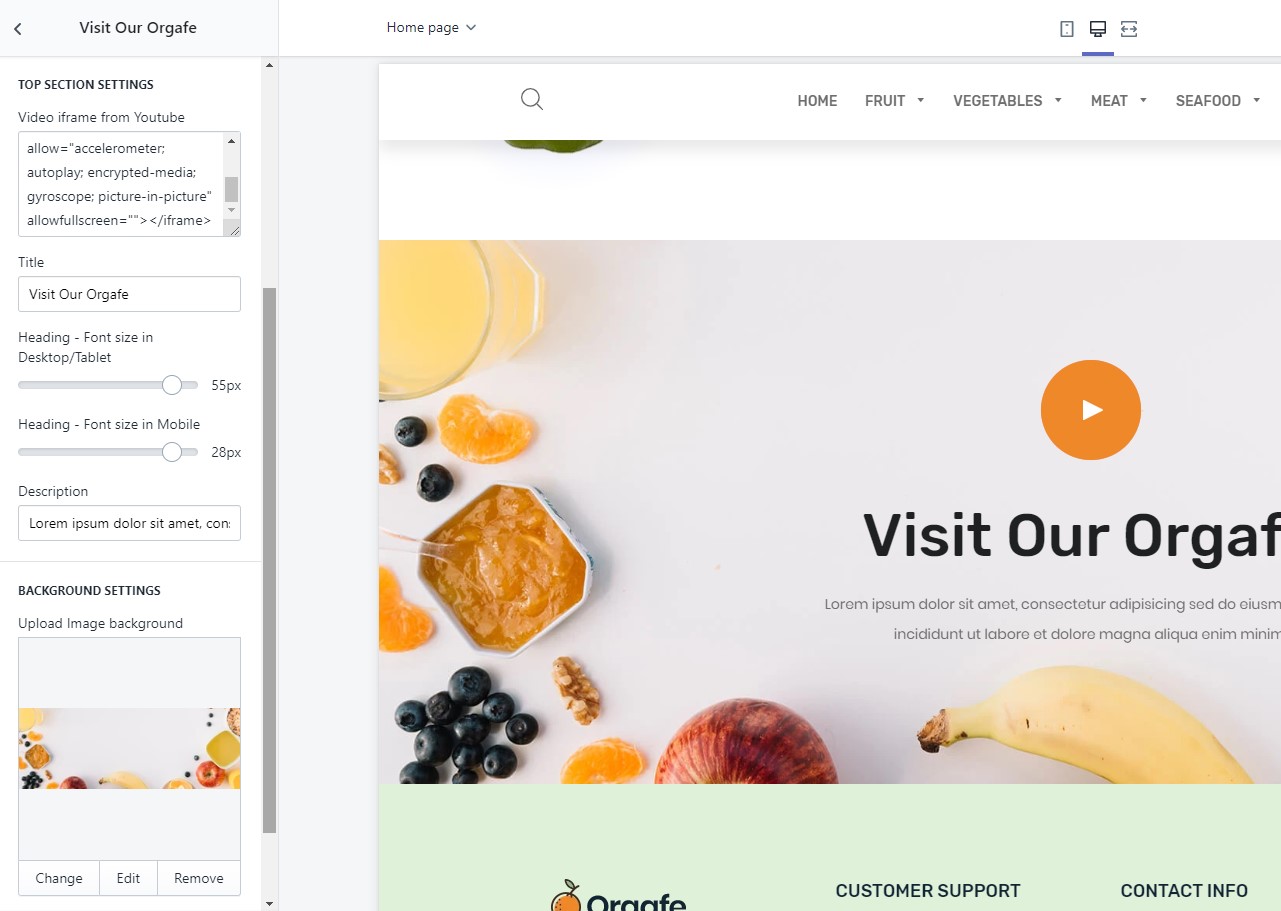 Visit Our Orgafe
Home page
TOP SECTION SETTINGS
Video iframe from Youtube
allow="accelerometer;
autoplay; encrypted-media;
gyroscope; picture-in-picture"
allowfullscreen=""></iframe>
Title
Visit Our Orgafe
Heading - Font size in
Desktop/Tablet
55px
Heading - Font size in Mobile
28px
Description
Lorem ipsum dolor sit amet, con
BACKGROUND SETTINGS
Upload Image background
Change Edit Remove
HOME FRUIT VEGETABLES MEAT SEAFOOD
Visit Our Orgaf
Lorem ipsum dolor sit amet, consectetur adipisicing sed do eiusm
incididunt ut labore et dolore magna aliqua enim minim
Orgafe
CUSTOMER SUPPORT
CONTACT INFO